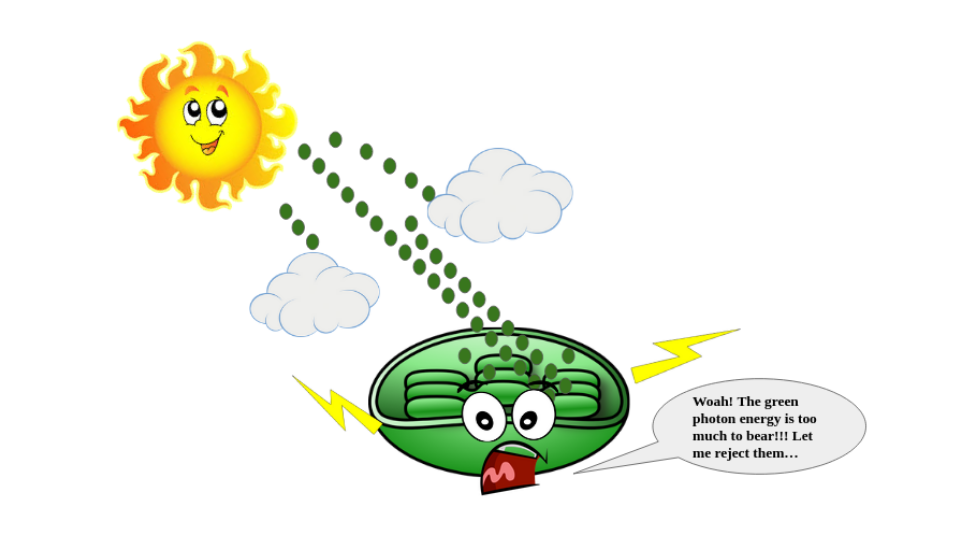 Woah! The green
photon energy is too
much to bear!!! Let
me reject them…